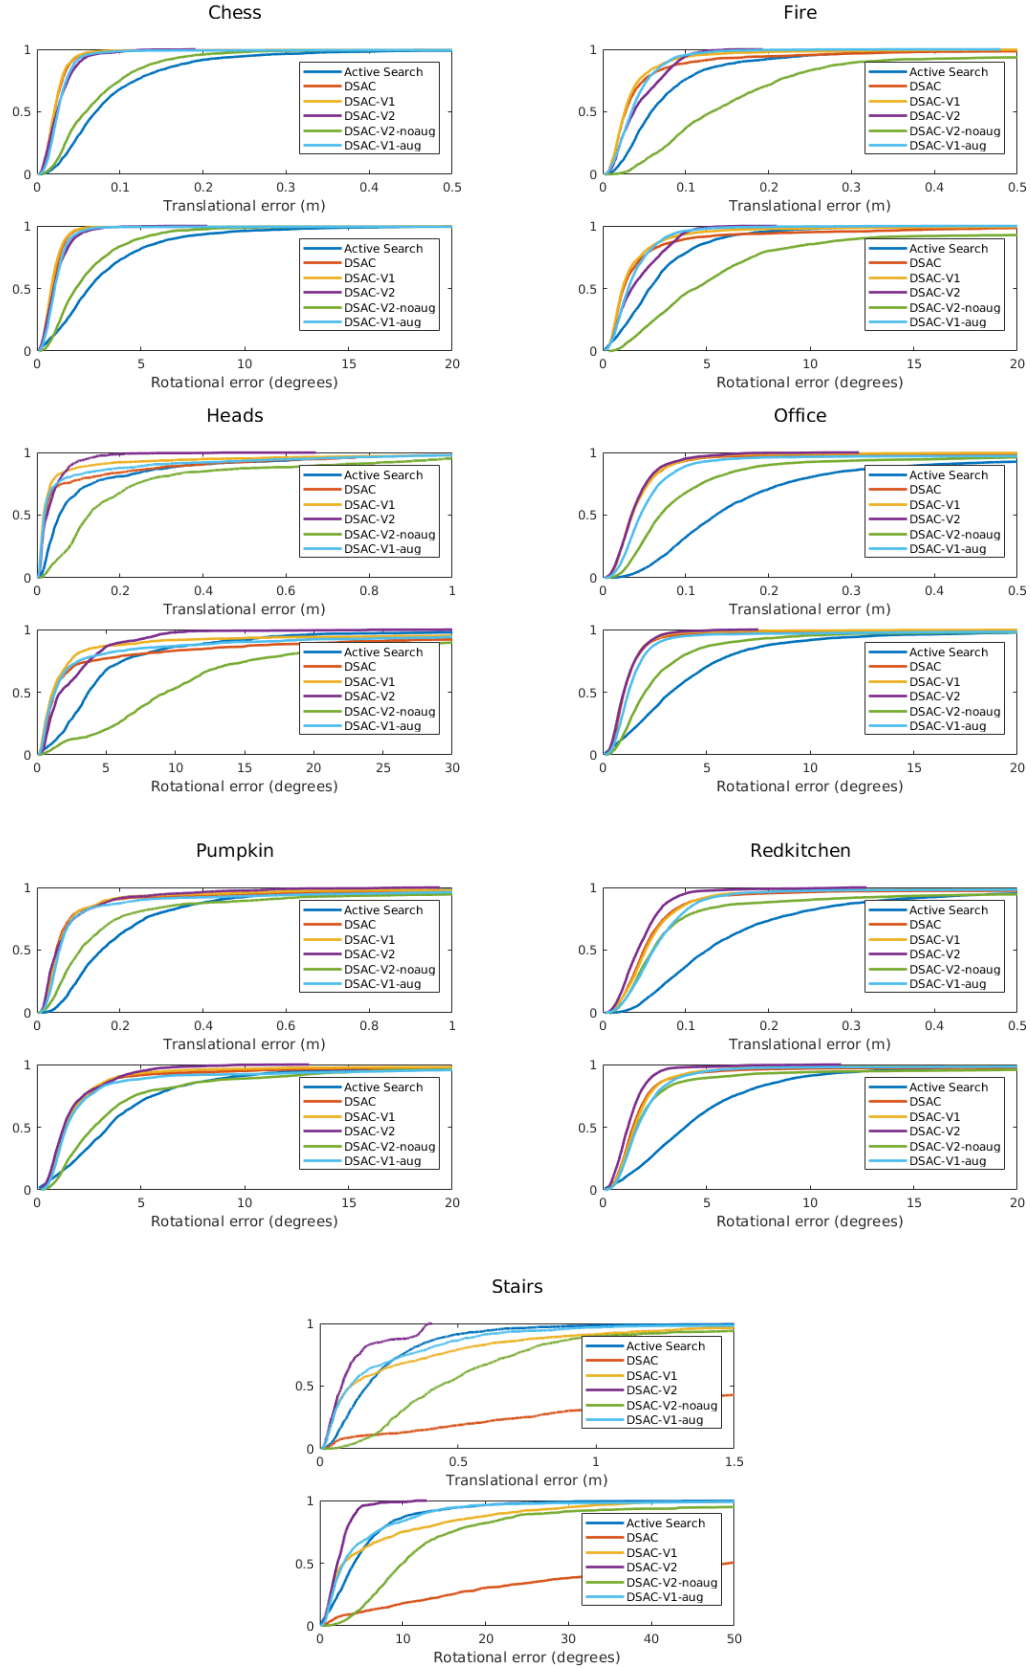 Chess
1
0.5
0
0
0.1
0.2
0.3
0.4
0.5
Translational error (m)
Active Search
DSAC
DSAC-V1
DSAC-V2
DSAC-V2-noaug
DSAC-V1-aug
1
0.5
0
0
5
10
15
20
Rotational error (degrees)
Active Search
DSAC
DSAC-V1
DSAC-V2
DSAC-V2-noaug
DSAC-V1-aug
Fire
1
0.5
0
0
0.1
0.2
0.3
0.4
0.5
Translational error (m)
Active Search
DSAC
DSAC-V1
DSAC-V2
DSAC-V2-noaug
DSAC-V1-aug
1
0.5
0
0
5
10
15
20
Rotational error (degrees)
Active Search
DSAC
DSAC-V1
DSAC-V2
DSAC-V2-noaug
DSAC-V1-aug
Heads
1
0.5
0
0
0.2
0.4
0.6
0.8
1
Translational error (m)
Active Search
DSAC
DSAC-V1
DSAC-V2
DSAC-V2-noaug
DSAC-V1-aug
1
0.5
0
0
5
10
15
20
25
30
Rotational error (degrees)
Active Search
DSAC
DSAC-V1
DSAC-V2
DSAC-V2-noaug
DSAC-V1-aug
Office
1
0.5
0
0
0.1
0.2
0.3
0.4
0.5
Translational error (m)
Active Search
DSAC
DSAC-V1
DSAC-V2
DSAC-V2-noaug
DSAC-V1-aug
1
0.5
0
0
5
10
15
20
Rotational error (degrees)
Active Search
DSAC
DSAC-V1
DSAC-V2
DSAC-V2-noaug
DSAC-V1-aug
Pumpkin
1
0.5
0
0
0.2
0.4
0.6
0.8
1
Translational error (m)
Active Search
DSAC
DSAC-V1
DSAC-V2
DSAC-V2-noaug
DSAC-V1-aug
1
0.5
0
0
5
10
15
20
Rotational error (degrees)
Active Search
DSAC
DSAC-V1
DSAC-V2
DSAC-V2-noaug
DSAC-V1-aug
Redkitchen
1
0.5
0
0
0.1
0.2
0.3
0.4
0.5
Translational error (m)
Active Search
DSAC
DSAC-V1
DSAC-V2
DSAC-V2-noaug
DSAC-V1-aug
1
0.5
0
0
5
10
15
20
Rotational error (degrees)
Active Search
DSAC
DSAC-V1
DSAC-V2
DSAC-V2-noaug
DSAC-V1-aug
Stairs
1
0.5
0
0
0.5
1
1.5
Translational error (m)
Active Search
DSAC
DSAC-V1
DSAC-V2
DSAC-V2-noaug
DSAC-V1-aug
1
0.5
0
0
10
20
30
40
50
Rotational error (degrees)
Active Search
DSAC
DSAC-V1
DSAC-V2
DSAC-V2-noaug
DSAC-V1-aug